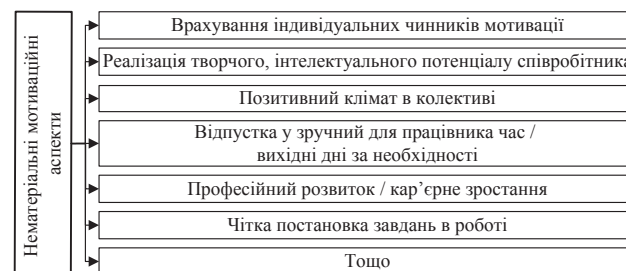 Нематеріальні мотиваційні
аспекти
Врахування індивідуальних чинників мотивації
Реалізація творчого, інтелектуального потенціалу співробітника
Позитивний клімат в колективі
Відпустка у зручний для працівника час /
вихідні дні за необхідності
Професійний розвиток / кар’єрне зростання
Чітка постановка завдань в роботі
Тощо